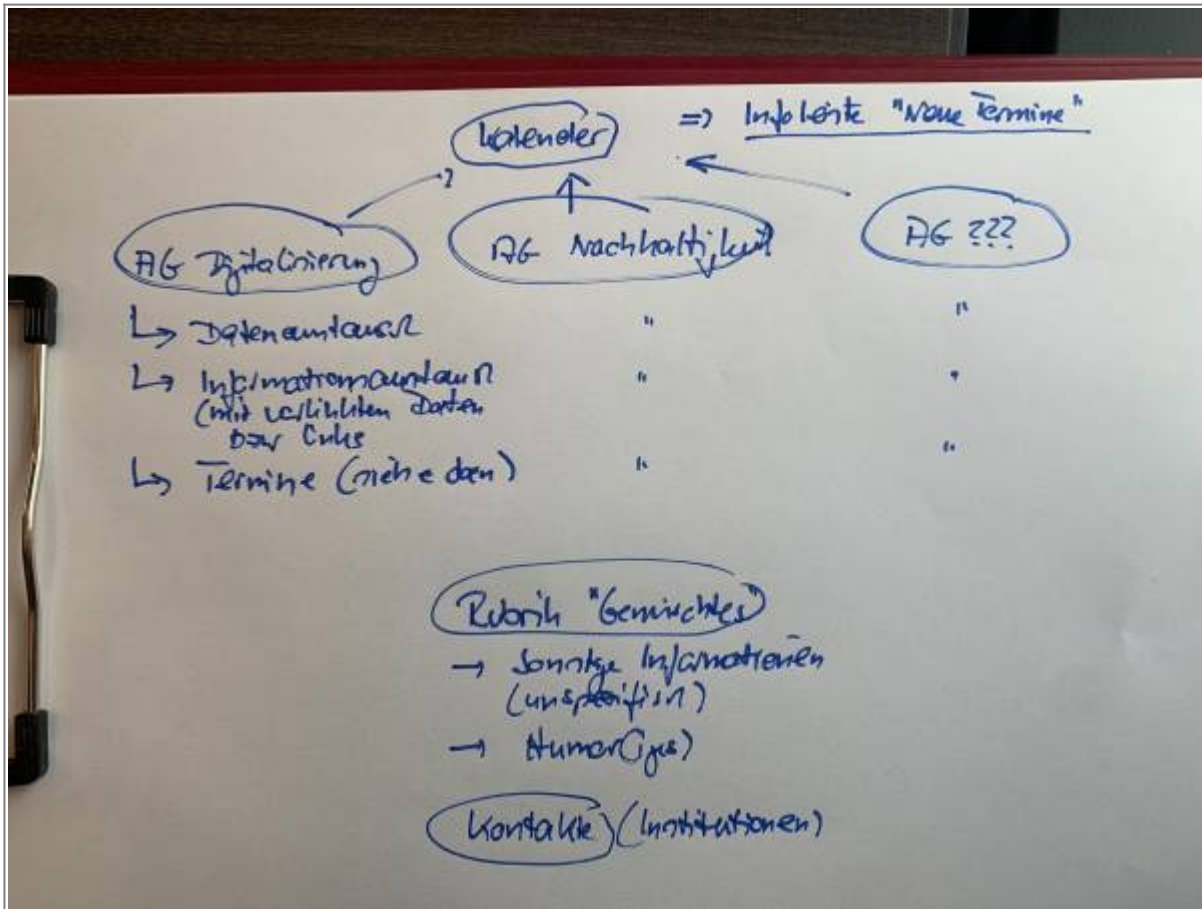 Kalender => Infoleiste "Neue Termine"
AG Digitalisierung AG Nachhaltigkeit AG ???
↳ Datenaustausch " "
↳ Informationsaustausch " "
(mit verlinkten Daten
bzw Links
↳ Termine (siehe oben) " "
Rubrik "Gemischtes"
→ Sonstige Informationen
(unspezifisch)
→ Humor(iges)
Kontakte (Institutionen)